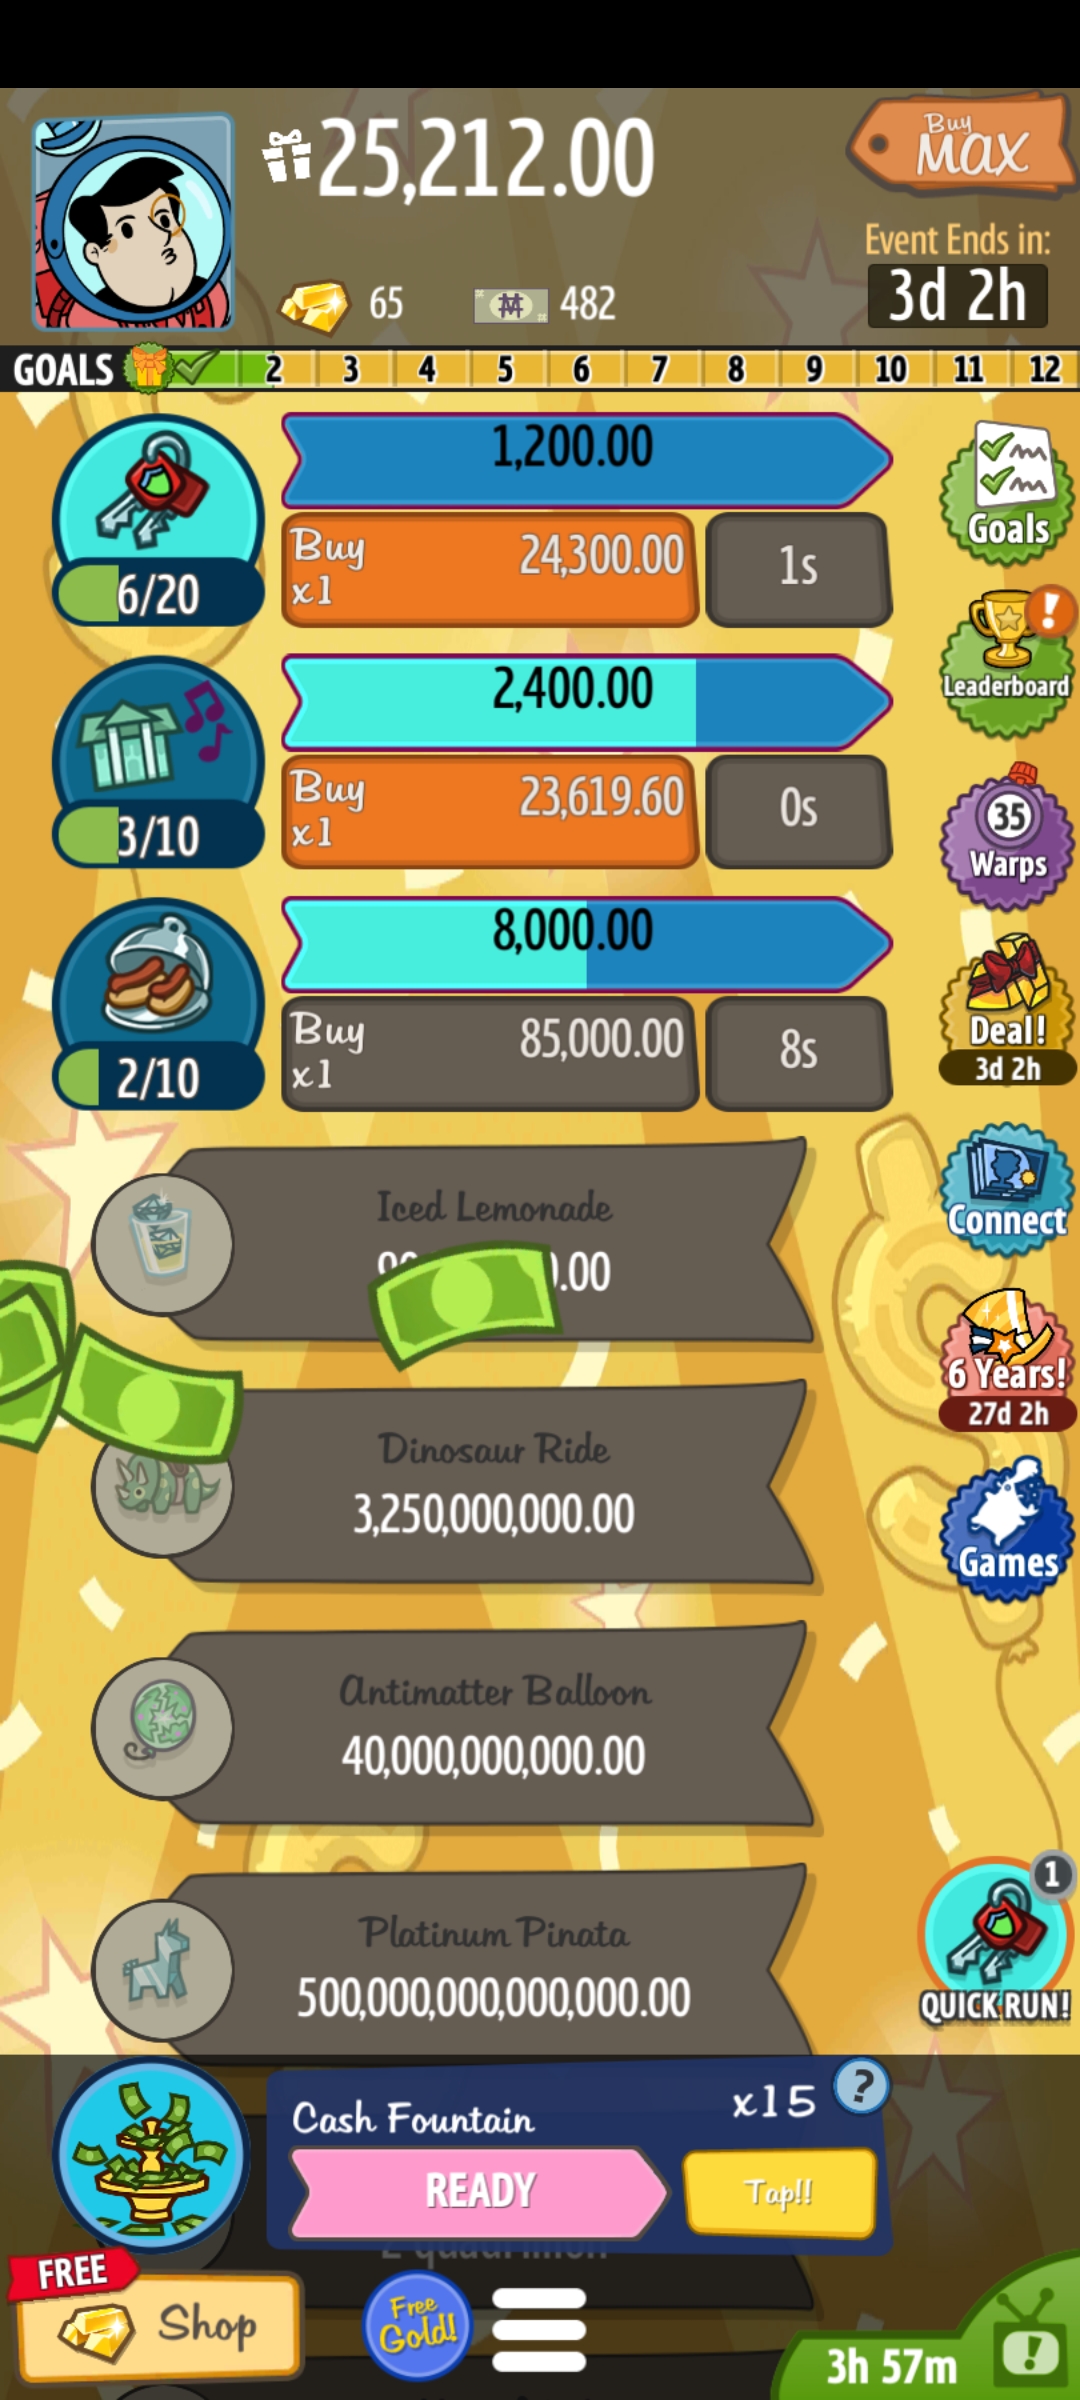 25,212.00
Buy
MAX
65
482
Event Ends in:
3d 2h
GOALS 2 3 4 5 6 7 8 9 10 11 12
1,200.00
Buy
x1
24,300.00
1s
6/20
Goals
2,400.00
Buy
x1
23,619.60
0s
3/10
!
Leaderboard
35
Warps
8,000.00
Buy
x1
85,000.00
8s
2/10
Deal!
3d 2h
Iced Lemonade
.00
Connect
Dinosaur Ride
3,250,000,000.00
6 Years!
27d 2h
Games
Antimatter Balloon
40,000,000,000.00
Platinum Pinata
500,000,000,000,000.00
1
QUICK RUN!
Cash Fountain
x15
?
READY
Tap!!
FREE
Shop
Free
Gold!
3h 57m
!